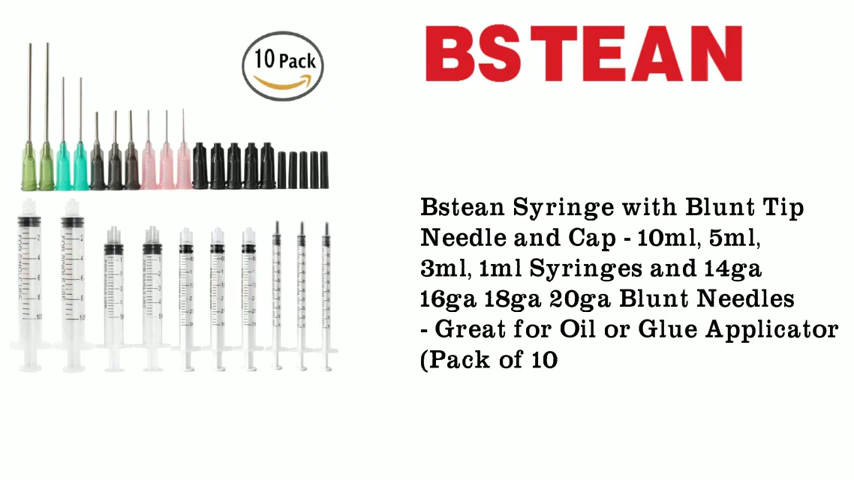 10 Pack
BSTEAN
Bstean Syringe with Blunt Tip
Needle and Cap - 10ml, 5ml,
3ml, 1ml Syringes and 14ga
16ga 18ga 20ga Blunt Needles
- Great for Oil or Glue Applicator
(Pack of 10